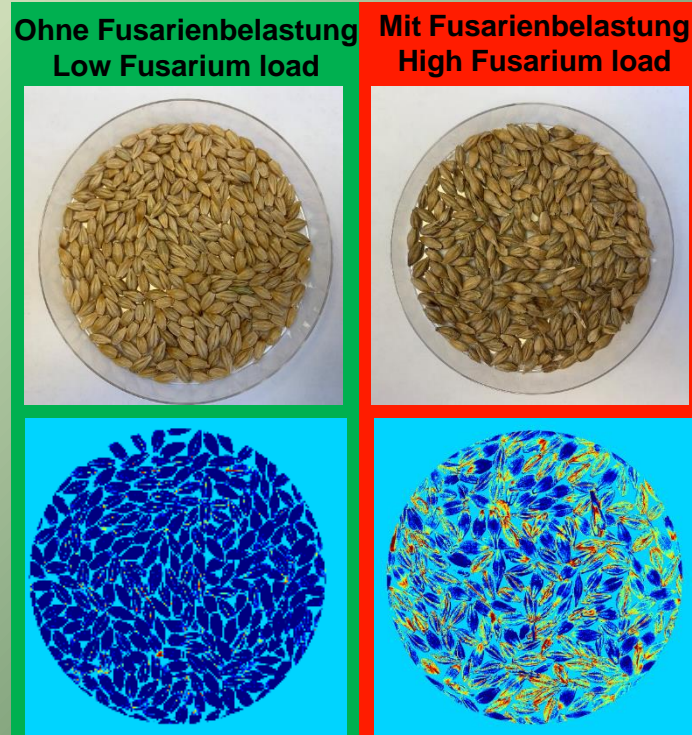 Ohne Fusarienbelastung
Low Fusarium load
Mit Fusarienbelastung
High Fusarium load